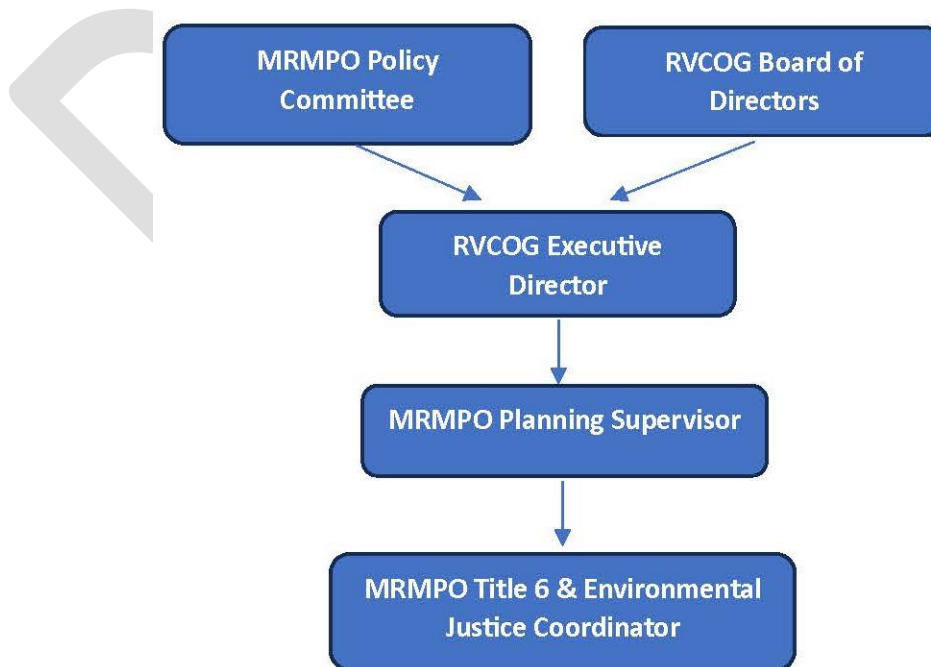 MRMPO Policy
Committee
RVCOG Board of
Directors
RVCOG Executive
Director
MRMPO Planning Supervisor
MRMPO Title 6 & Environmental
Justice Coordinator